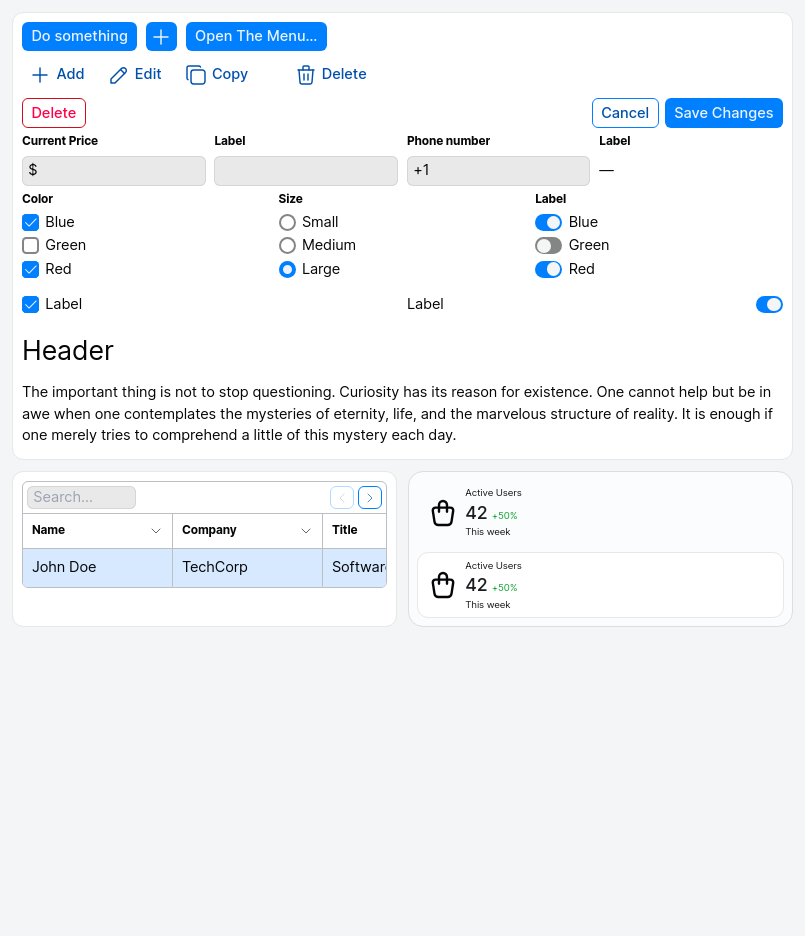 Do something
Open The Menu...
Add Edit Copy Delete
Delete Cancel Save Changes
Current Price Label Phone number Label
$ +1 —
Color Size Label
Blue Small Blue
Green Medium Green
Red Large Red
Label Label
Header
The important thing is not to stop questioning. Curiosity has its reason for existence. One cannot help but be in
awe when one contemplates the mysteries of eternity, life, and the marvelous structure of reality. It is enough if
one merely tries to comprehend a little of this mystery each day.
Search...
Name Company Title
John Doe TechCorp Softwar
Active Users
42 +50%
This week
Active Users
42 +50%
This week